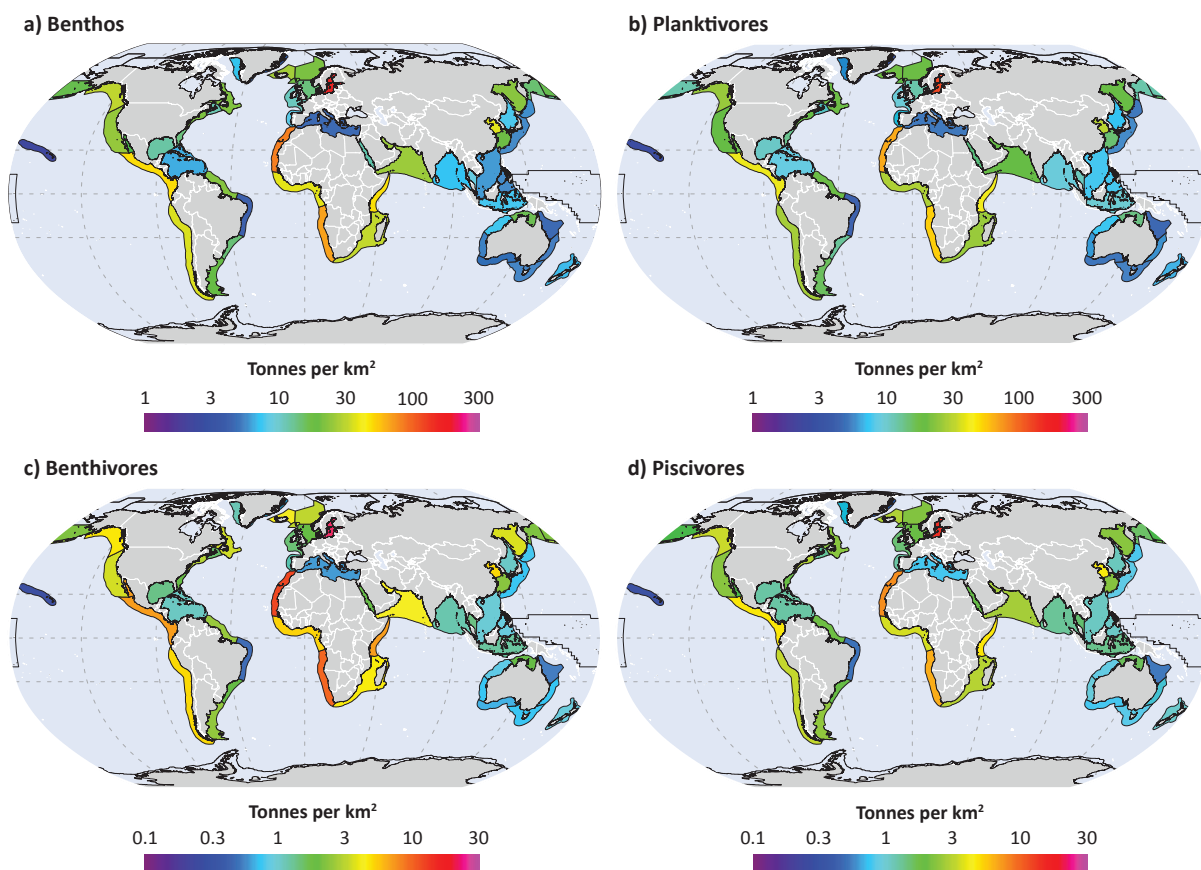 a) Benthos
b) Planktivores
Tonnes per km²
1 3 10 30 100 300
Tonnes per km²
1 3 10 30 100 300
c) Benthivores
d) Piscivores
Tonnes per km²
0.1 0.3 1 3 10 30
Tonnes per km²
0.1 0.3 1 3 10 30